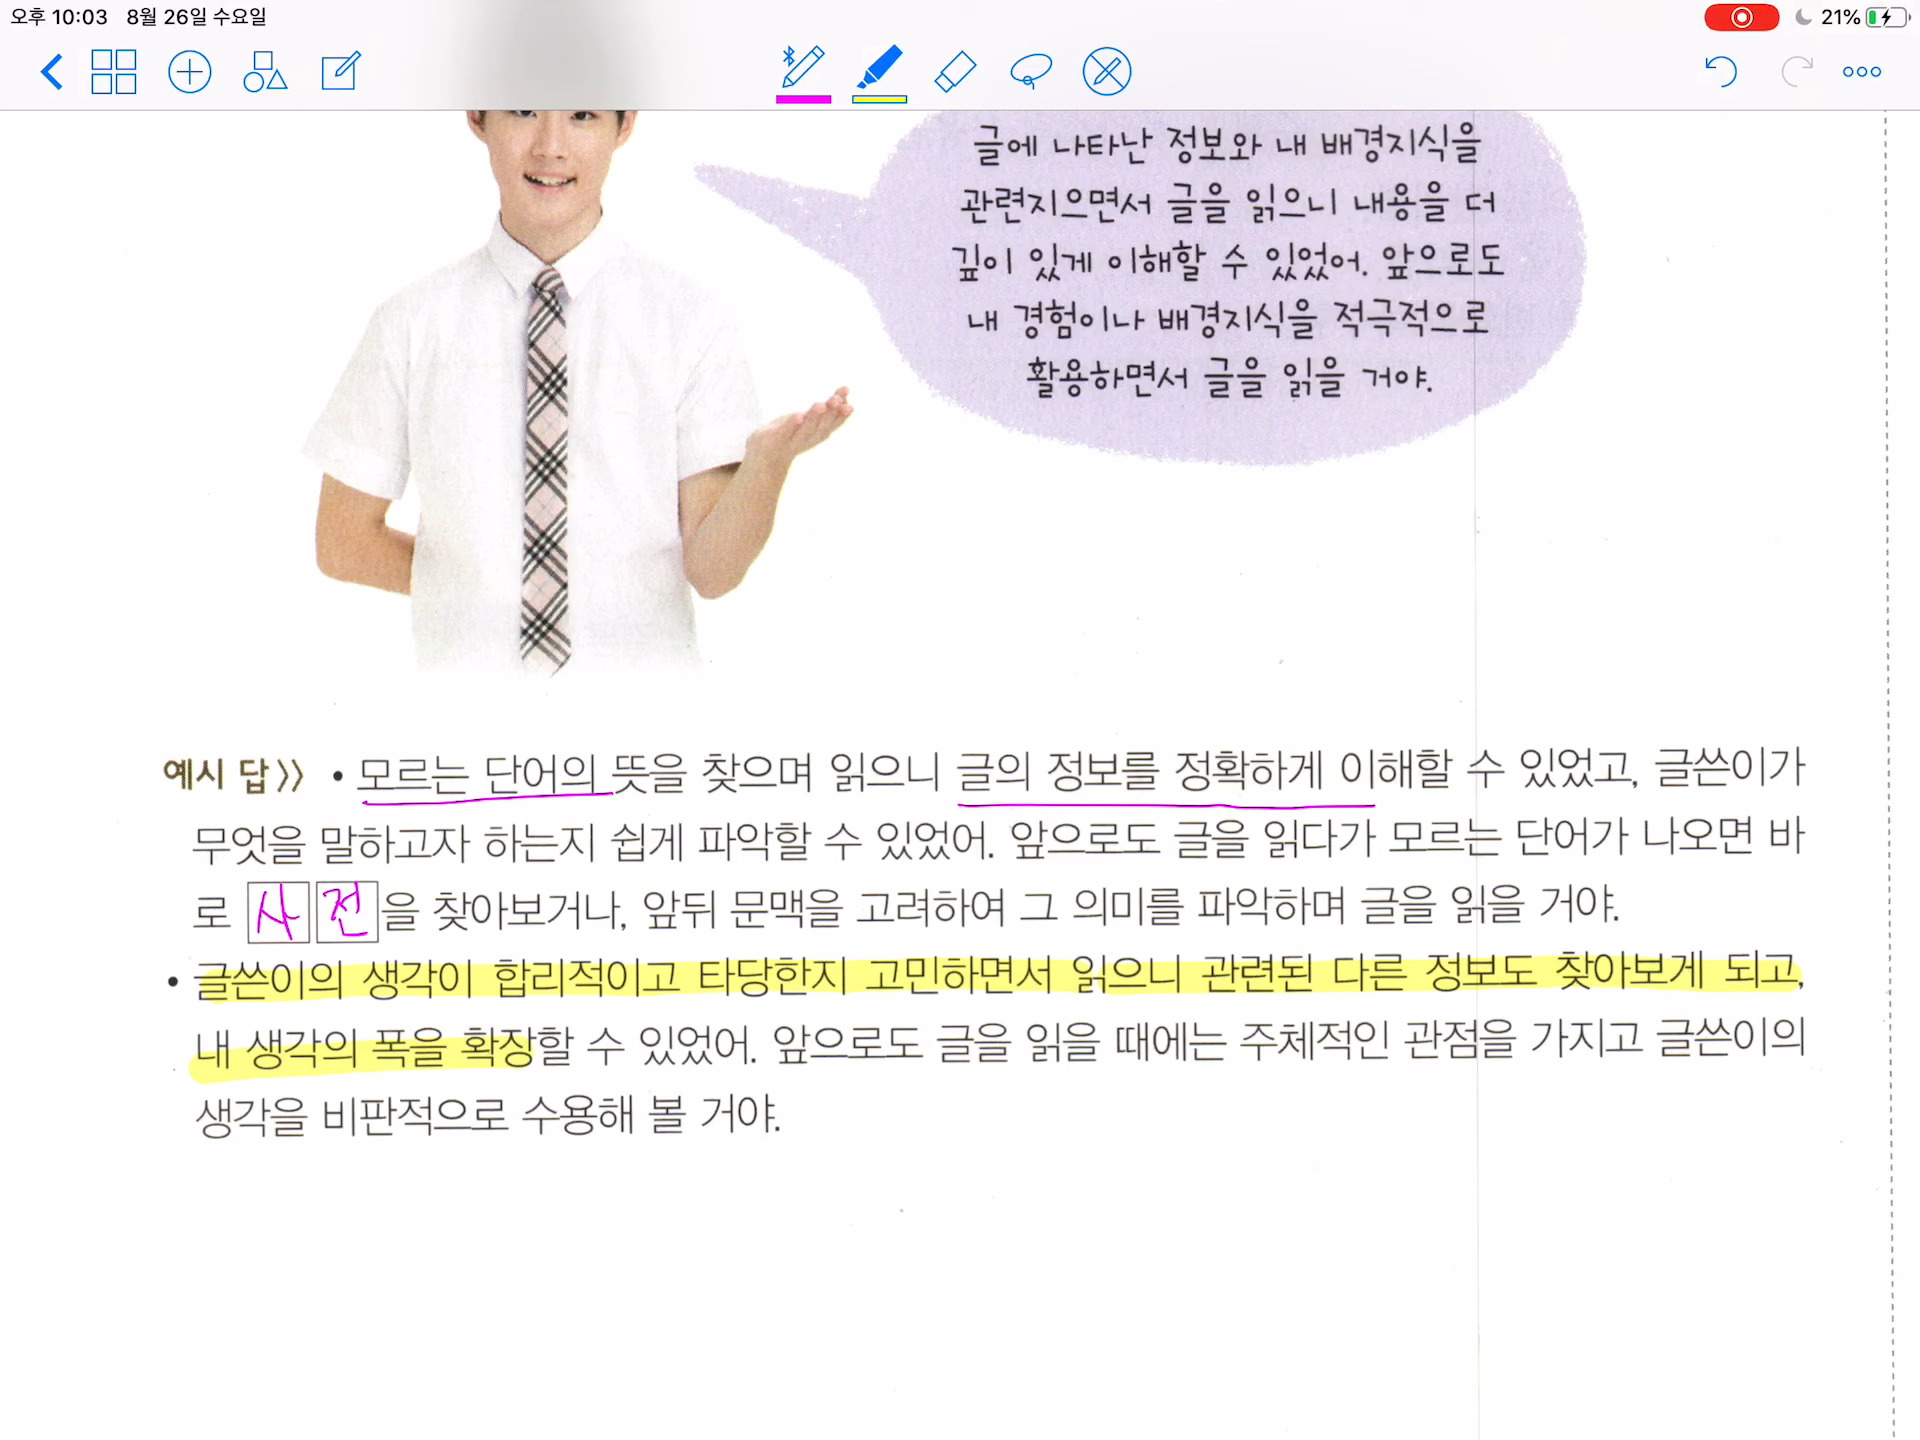 오후 10:03 8월 26일 수요일
21%
글에 나타난 정보와 내 배경지식을
관련지으면서 글을 읽으니 내용을 더
깊이 있게 이해할 수 있었어. 앞으로도
내 경험이나 배경지식을 적극적으로
활용하면서 글을 읽을 거야.
예시 답>> • 모르는 단어의 뜻을 찾으며 읽으니 글의 정보를 정확하게 이해할 수 있었고, 글쓴이가
무엇을 말하고자 하는지 쉽게 파악할 수 있었어. 앞으로도 글을 읽다가 모르는 단어가 나오면 바
로 사전을 찾아보거나, 앞뒤 문맥을 고려하여 그 의미를 파악하며 글을 읽을 거야.
• 글쓴이의 생각이 합리적이고 타당한지 고민하면서 읽으니 관련된 다른 정보도 찾아보게 되고,
내 생각의 폭을 확장할 수 있었어. 앞으로도 글을 읽을 때에는 주체적인 관점을 가지고 글쓴이의
생각을 비판적으로 수용해 볼 거야.